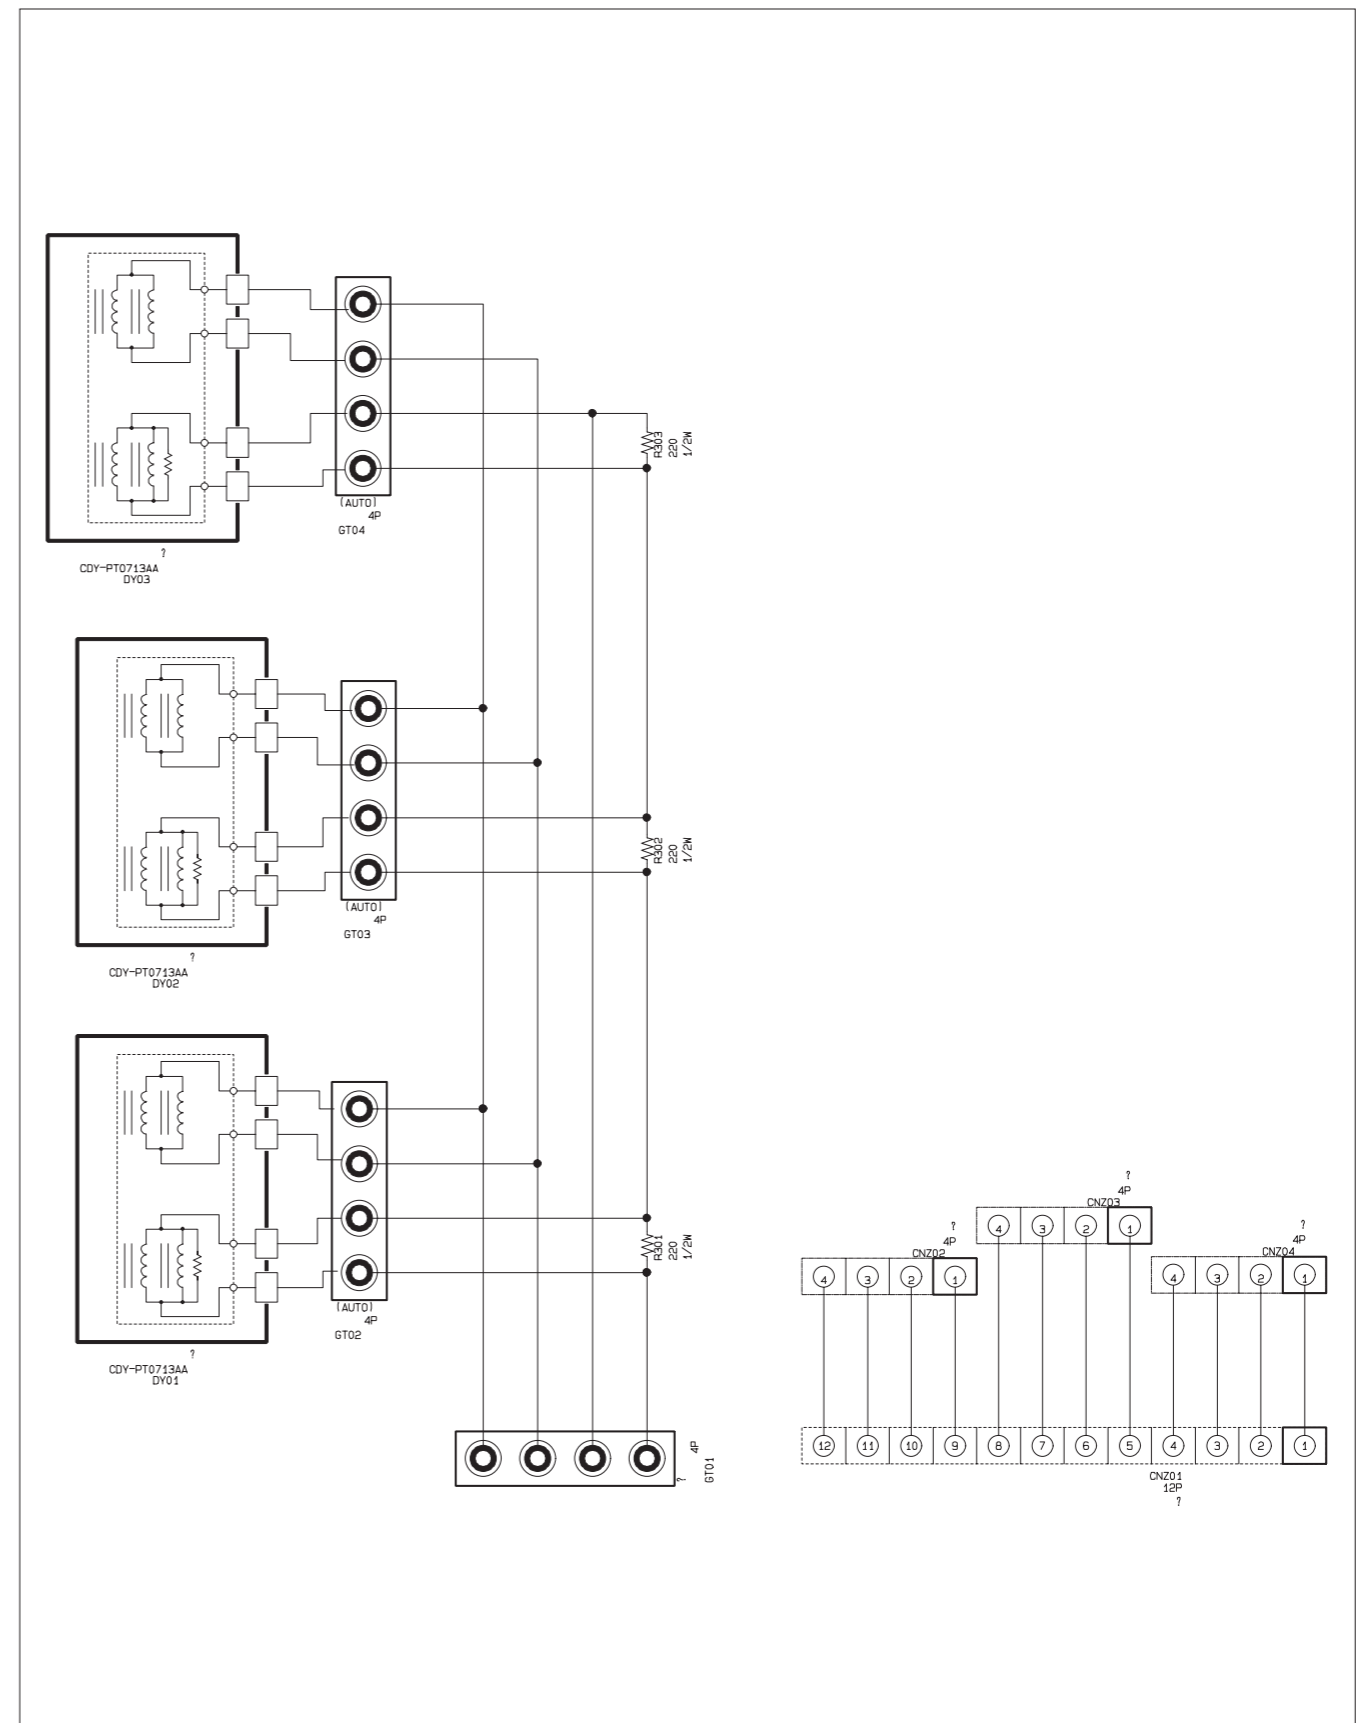 R303
220
1/2W
(AUTO)
4P
GT04
?
CDY-PT0713AA
DY03
R302
220
1/2W
(AUTO)
4P
GT03
?
CDY-PT0713AA
DY02
R301
220
1/2W
(AUTO)
4P
GT02
?
CDY-PT0713AA
DY01
?
4P
GT01
?
4P
CNZ03
4 3 2 1
?
4P
CNZ02
4 3 2 1
?
4P
CNZ04
4 3 2 1
12 11 10 9 8 7 6 5 4 3 2 1
CNZ01
12P
?